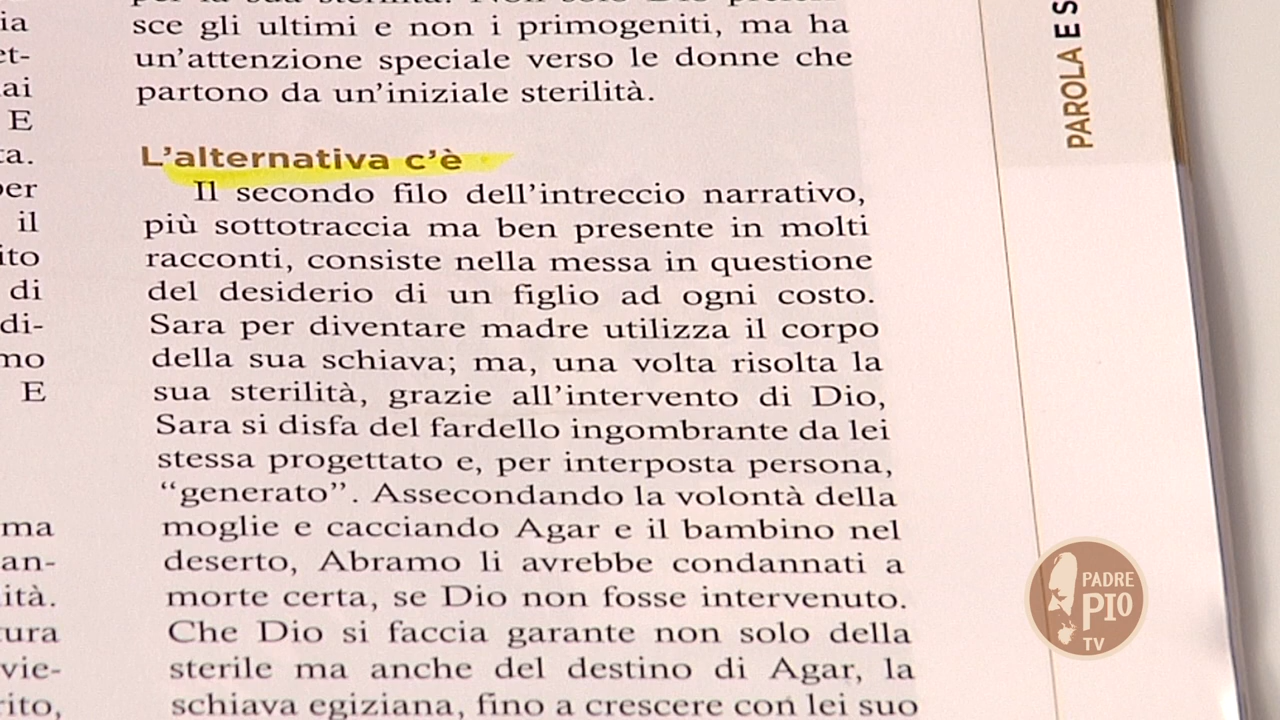 sce gli ultimi e non i primogeniti, ma ha
un'attenzione speciale verso le donne che
partono da un'iniziale sterilità.
L'alternativa c'è
Il secondo filo dell'intreccio narrativo,
più sottotraccia ma ben presente in molti
racconti, consiste nella messa in questione
del desiderio di un figlio ad ogni costo.
Sara per diventare madre utilizza il corpo
della sua schiava; ma, una volta risolta la
sua sterilità, grazie all'intervento di Dio,
Sara si disfa del fardello ingombrante da lei
stessa progettato e, per interposta persona,
“generato”. Assecondando la volontà della
moglie e cacciando Agar e il bambino nel
deserto, Abramo li avrebbe condannati a
morte certa, se Dio non fosse intervenuto.
Che Dio si faccia garante non solo della
sterile ma anche del destino di Agar, la
schiava egiziana, fino a crescere con lei suo
PAROLA E S
PADRE
PIO
TV